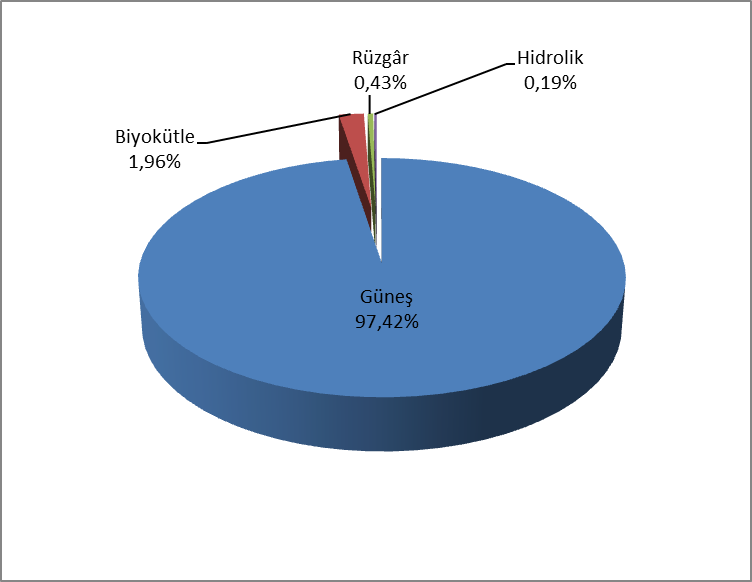 Rüzgâr
0,43%
Hidrolik
0,19%
Biyokütle
1,96%
Güneş
97,42%